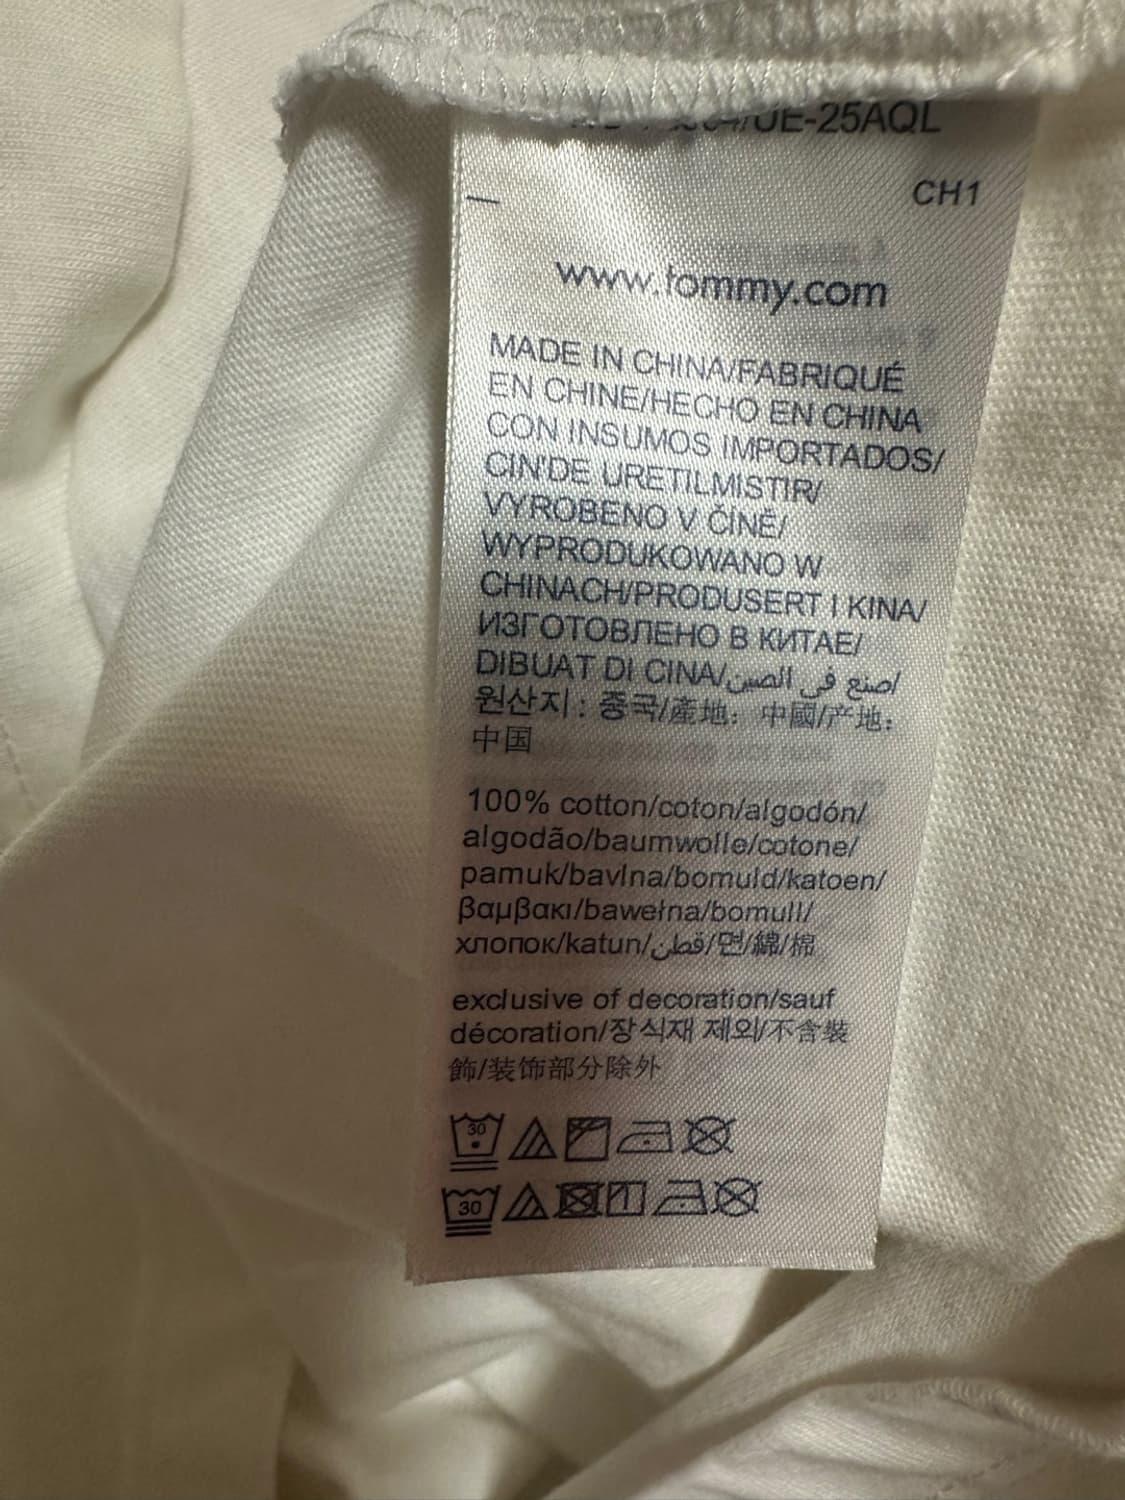 /UE-25AQL
CH1
www.tommy.com
MADE IN CHINA/FABRIQUÉ
EN CHINE/HECHO EN CHINA
CON INSUMOS IMPORTADOS/
CIN'DE URETILMISTIR/
VYROBENO V ČÍNĚ/
WYPRODUKOWANO W
CHINACH/PRODUSERT I KINA/
ИЗГОТОВЛЕНО В КИТАЕ/
DIBUAT DI CINA/صنع في الصين/
원산지 : 중국/產地： 中國/产地：
中国
100% cotton/coton/algodón/
algodão/baumwolle/cotone/
pamuk/bavlna/bomuld/katoen/
βαμβακι/bawełna/bomull/
хлопок/katun/قطن/면/綿/棉
exclusive of decoration/sauf
décoration/장식재 제외/不含裝
飾/装饰部分除外
30
30